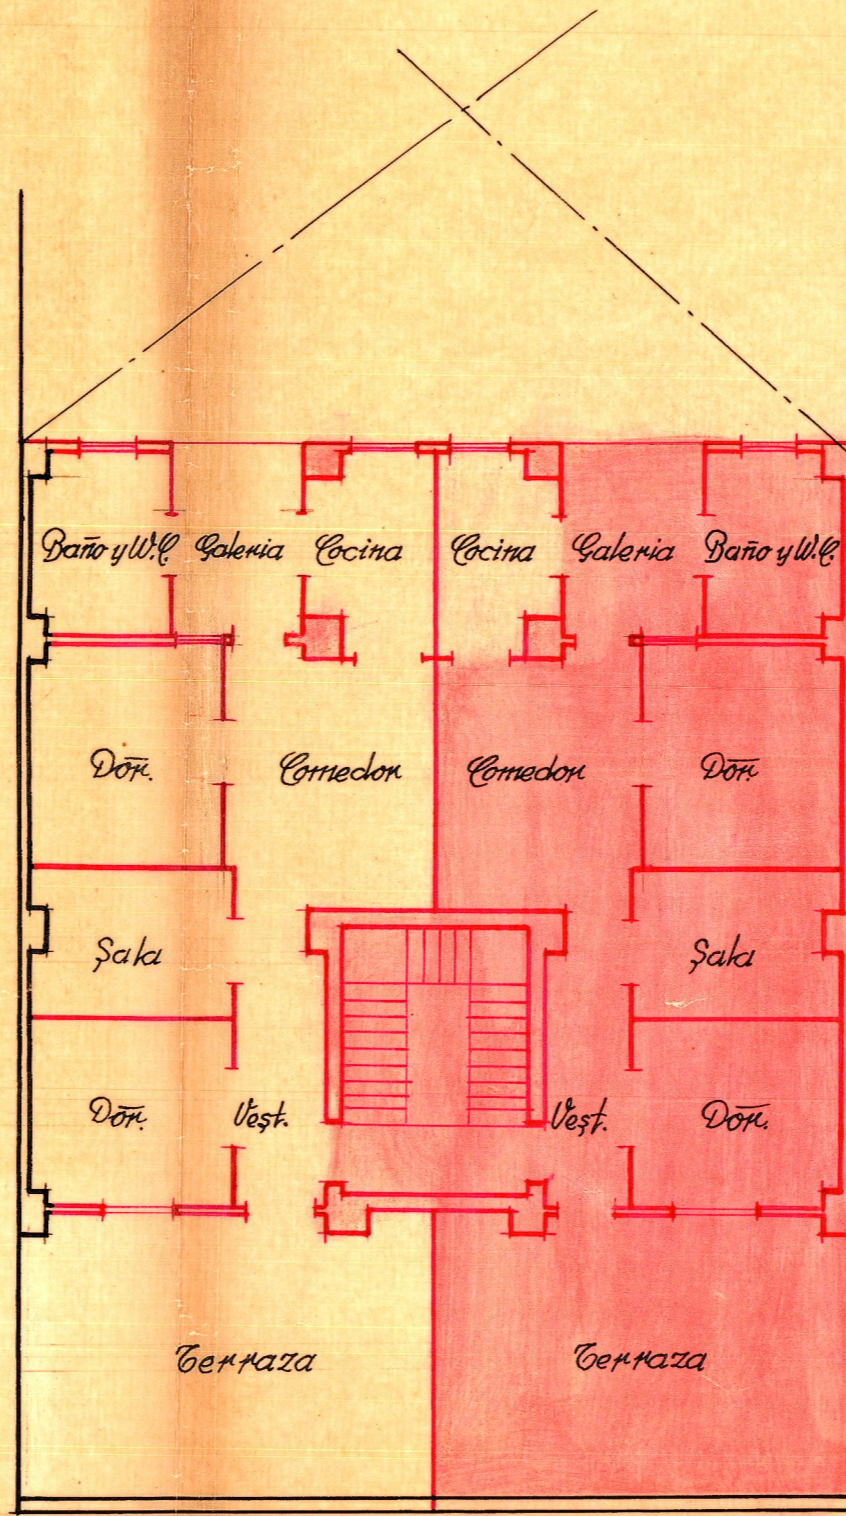 Baño y W.C. Galeria Cocina Cocina Galeria Baño y W.C.
Dor. Comedor Comedor Dor.
Sala Sala
Dor. Vest. Vest. Dor.
Terraza Terraza